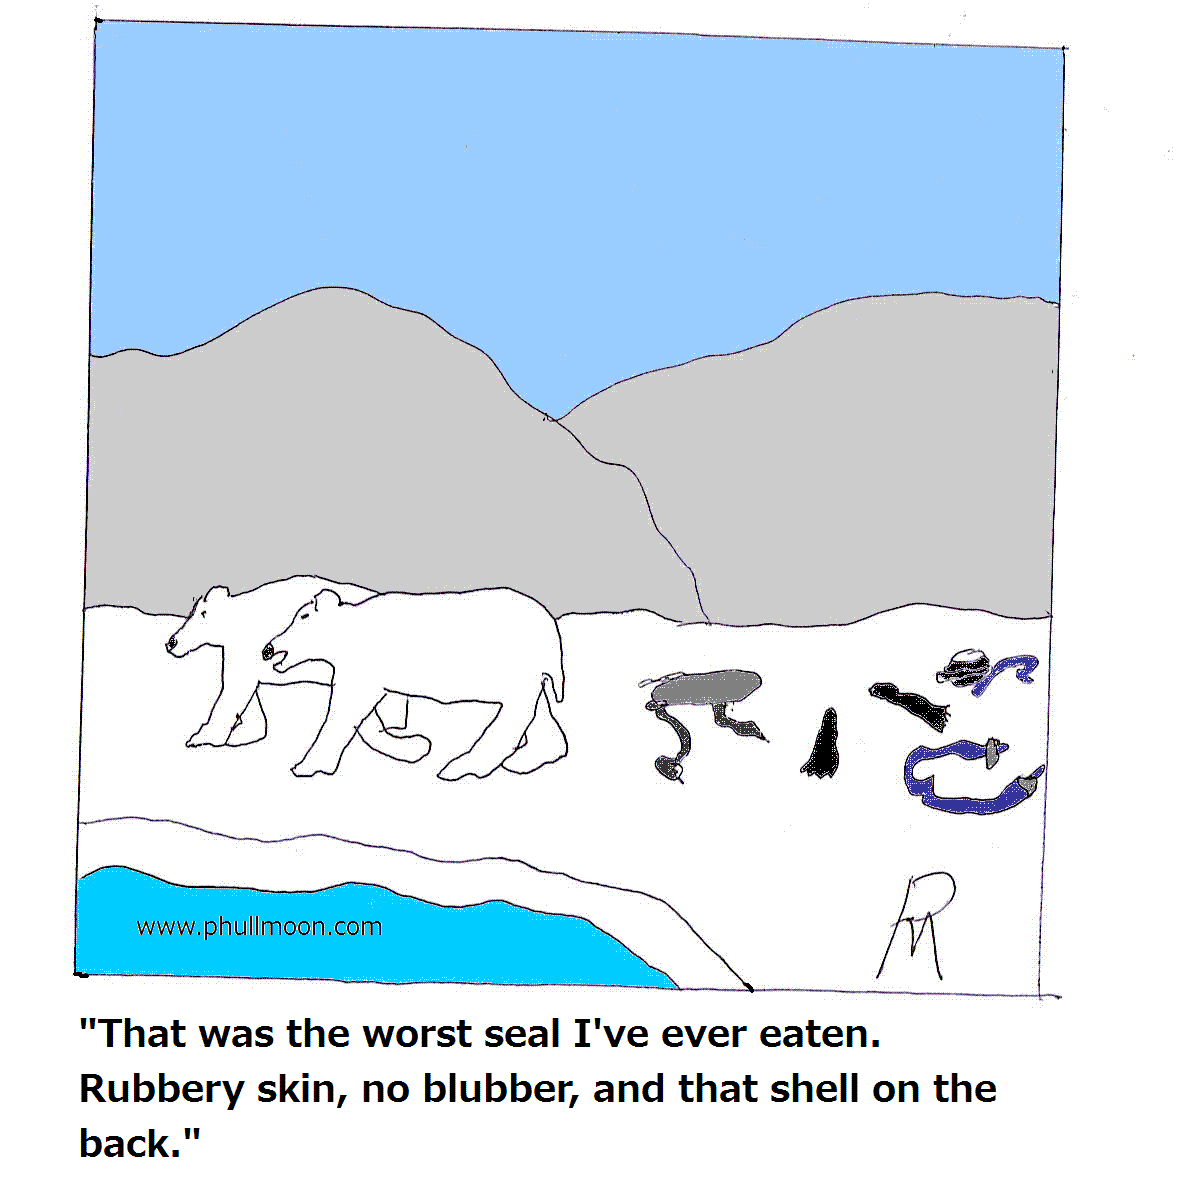 www.phullmoon.com
"That was the worst seal I've ever eaten.
Rubbery skin, no blubber, and that shell on the
back."